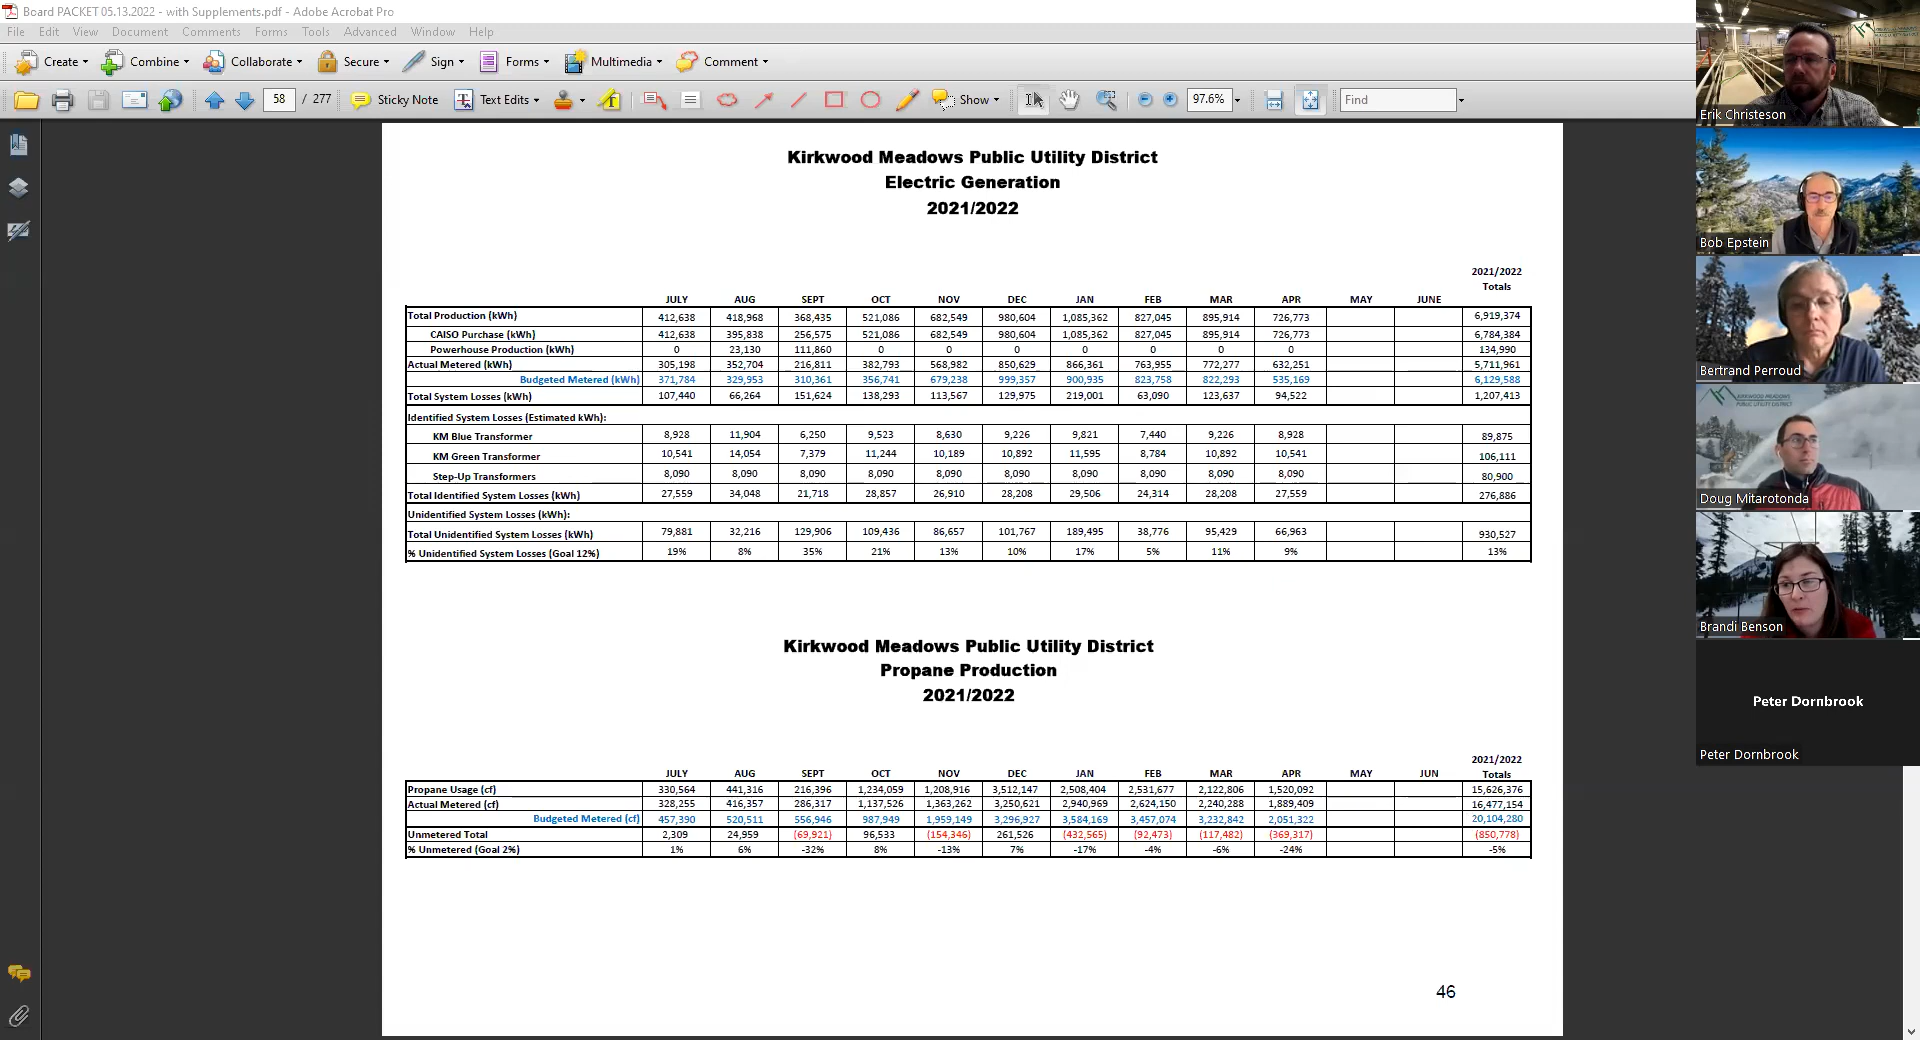 Board PACKET 05.13.2022 - with Supplements.pdf - Adobe Acrobat Pro
File Edit View Document Comments Forms Tools Advanced Window Help
Create Combine Collaborate Secure Sign Forms Multimedia Comment
58 / 277 Sticky Note Text Edits Show 97.6% Find
Kirkwood Meadows Public Utility District
Electric Generation
2021/2022
2021/2022
JULY AUG SEPT OCT NOV DEC JAN FEB MAR APR MAY JUNE Totals
Total Production (kWh) 412,638 418,968 368,435 521,086 682,549 980,604 1,085,362 827,045 895,914 726,773 6,919,374
CAISO Purchase (kWh) 412,638 395,838 256,575 521,086 682,549 980,604 1,085,362 827,045 895,914 726,773 6,784,384
Powerhouse Production (kWh) 0 23,130 111,860 0 0 0 0 0 0 0 134,990
Actual Metered (kWh) 305,198 352,704 216,811 382,793 568,982 850,629 866,361 763,955 772,277 632,251 5,711,961
Budgeted Metered (kWh) 371,784 329,953 310,361 356,741 679,238 999,357 900,935 823,758 822,293 535,169 6,129,588
Total System Losses (kWh) 107,440 66,264 151,624 138,293 113,567 129,975 219,001 63,090 123,637 94,522 1,207,413
Identified System Losses (Estimated kWh):
KM Blue Transformer 8,928 11,904 6,250 9,523 8,630 9,226 9,821 7,440 9,226 8,928 89,875
KM Green Transformer 10,541 14,054 7,379 11,244 10,189 10,892 11,595 8,784 10,892 10,541 106,111
Step-Up Transformers 8,090 8,090 8,090 8,090 8,090 8,090 8,090 8,090 8,090 8,090 80,900
Total Identified System Losses (kWh) 27,559 34,048 21,718 28,857 26,910 28,208 29,506 24,314 28,208 27,559 276,886
Unidentified System Losses (kWh):
Total Unidentified System Losses (kWh) 79,881 32,216 129,906 109,436 86,657 101,767 189,495 38,776 95,429 66,963 930,527
% Unidentified System Losses (Goal 12%) 19% 8% 35% 21% 13% 10% 17% 5% 11% 9% 13%
Kirkwood Meadows Public Utility District
Propane Production
2021/2022
2021/2022
JULY AUG SEPT OCT NOV DEC JAN FEB MAR APR MAY JUN Totals
Propane Usage (cf) 330,564 441,316 216,396 1,234,059 1,208,916 3,512,147 2,508,404 2,531,677 2,122,806 1,520,092 15,626,376
Actual Metered (cf) 328,255 416,357 286,317 1,137,526 1,363,262 3,250,621 2,940,969 2,624,150 2,240,288 1,889,409 16,477,154
Budgeted Metered (cf) 457,390 520,511 556,946 987,949 1,959,149 3,296,927 3,584,169 3,457,074 3,232,842 2,051,322 20,104,280
Unmetered Total 2,309 24,959 (69,921) 96,533 (154,346) 261,526 (432,565) (92,473) (117,482) (369,317) (850,778)
% Unmetered (Goal 2%) 1% 6% -32% 8% -13% 7% -17% -4% -6% -24% -5%
46
Erik Christeson
Bob Epstein
Bertrand Perroud
KIRKWOOD MEADOWS
PUBLIC UTILITY DISTRICT
Doug Mitarotonda
Brandi Benson
Peter Dornbrook
Peter Dornbrook